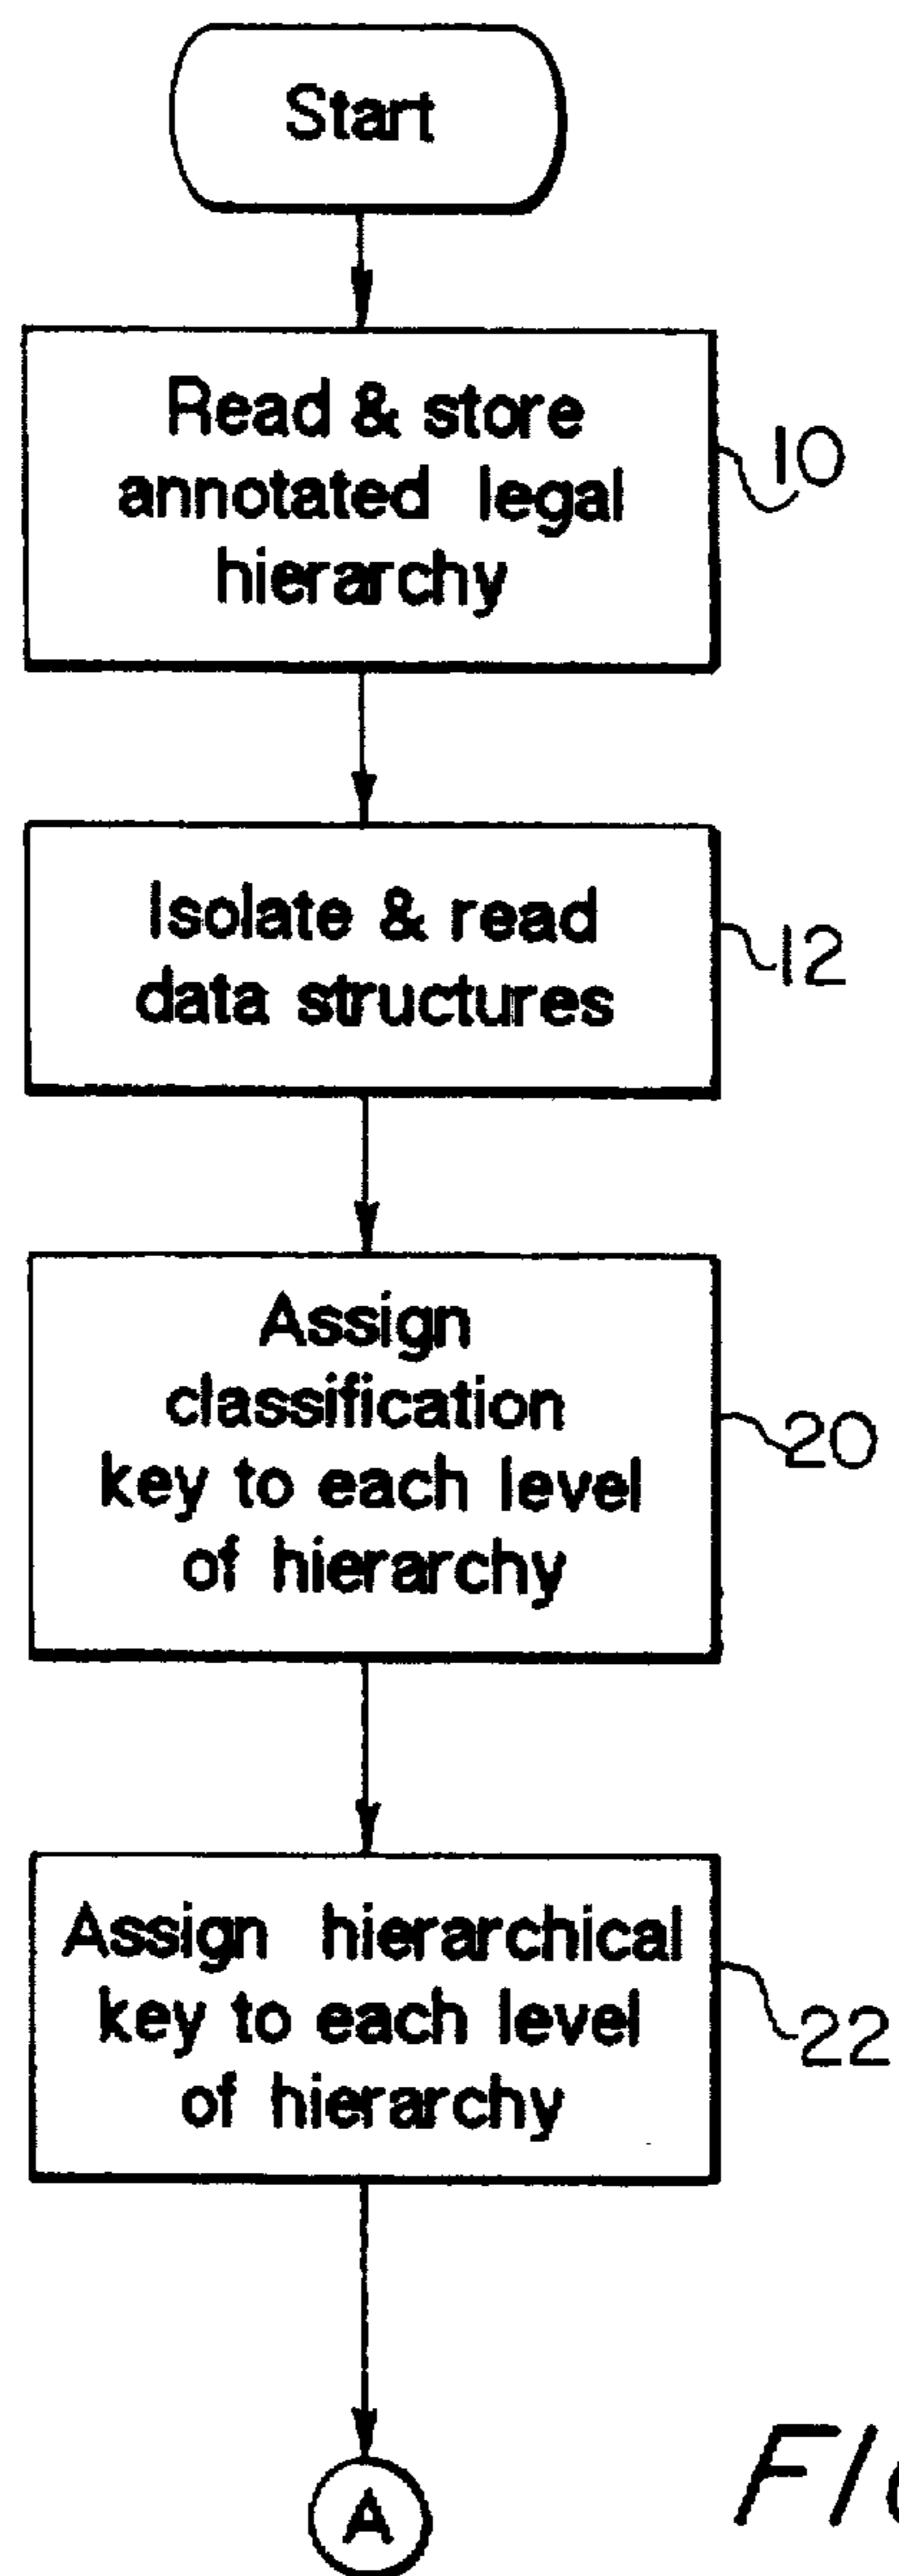 Start
Read & store
annotated legal
hierarchy
10
Isolate & read
data structures
12
Assign
classification
key to each level
of hierarchy
20
Assign hierarchical
key to each level
of hierarchy
22
A